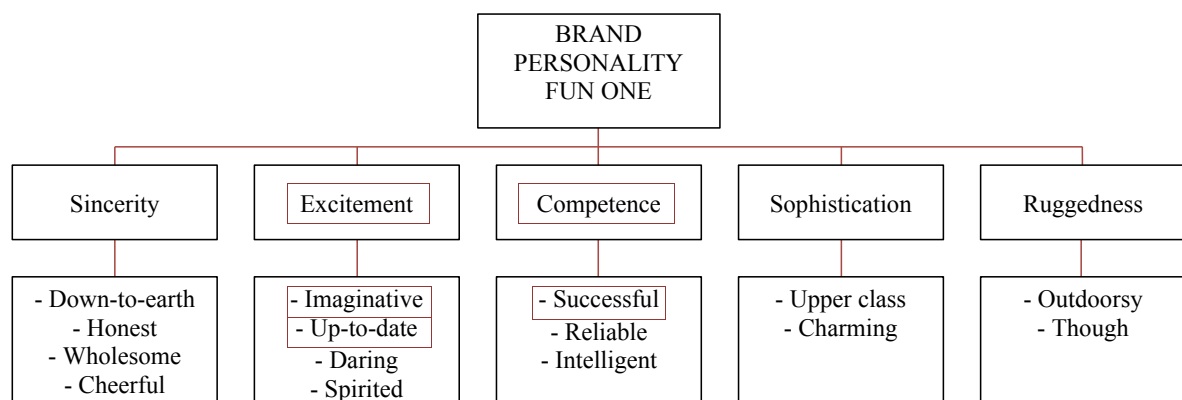 BRAND
PERSONALITY
FUN ONE
Sincerity
Excitement
Competence
Sophistication
Ruggedness
- Down-to-earth
- Honest
- Wholesome
- Cheerful
- Imaginative
- Up-to-date
- Daring
- Spirited
- Successful
- Reliable
- Intelligent
- Upper class
- Charming
- Outdoorsy
- Though